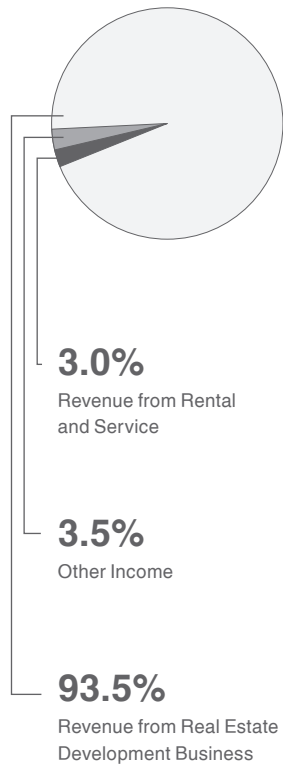 3.0%
Revenue from Rental
and Service
3.5%
Other Income
93.5%
Revenue from Real Estate
Development Business